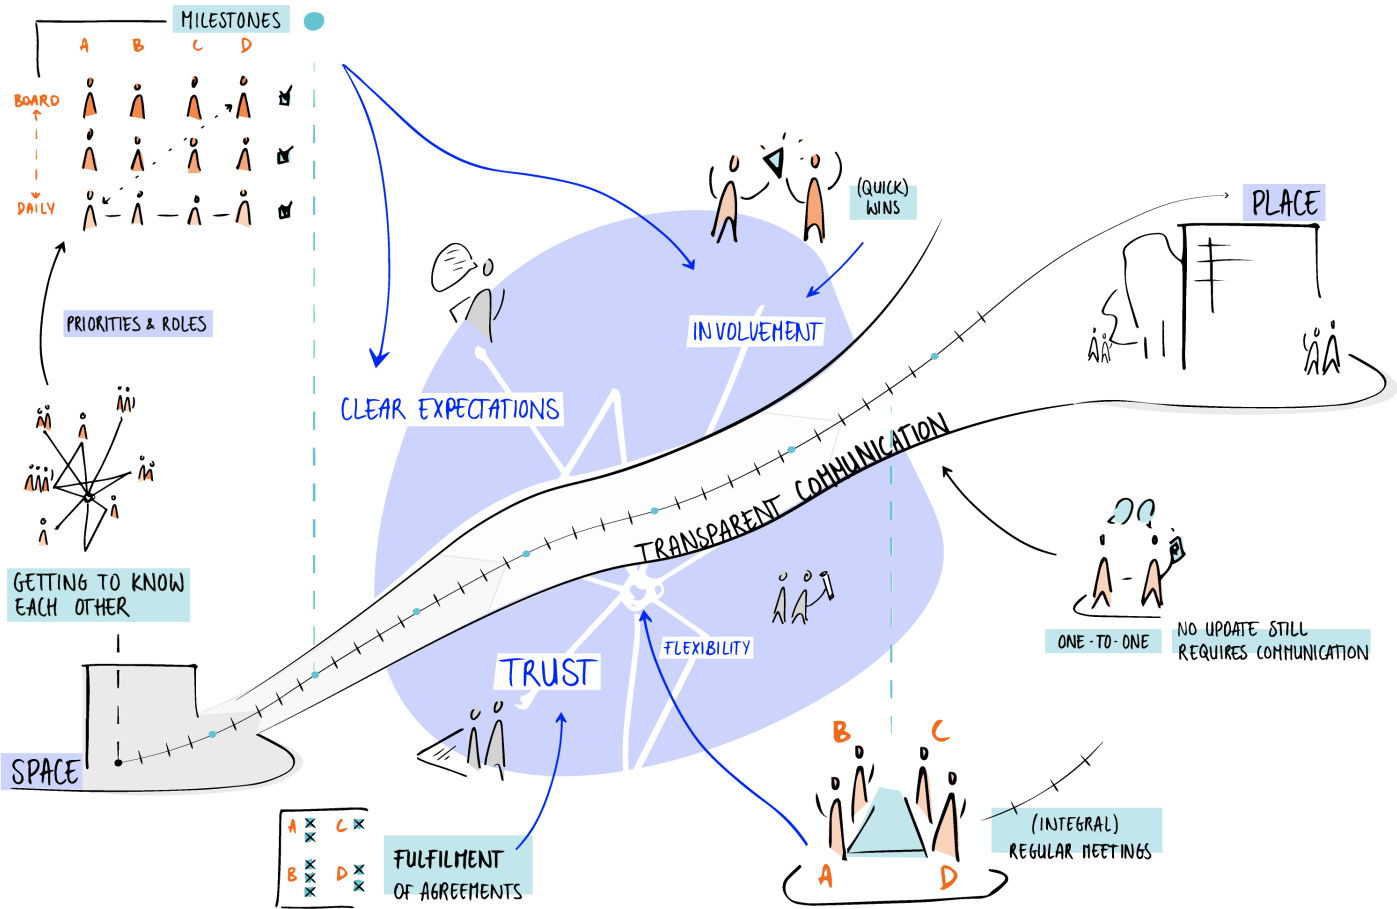 MILESTONES
A B C D
BOARD
DAILY
PRIORITIES & ROLES
GETTING TO KNOW
EACH OTHER
SPACE
CLEAR EXPECTATIONS
INVOLVEMENT
(QUICK)
WINS
PLACE
TRANSPARENT COMMUNICATION
TRUST
FLEXIBILITY
ONE-TO-ONE
NO UPDATE STILL
REQUIRES COMMUNICATION
A C
B D
FULFILMENT
OF AGREEMENTS
B C
A D
(INTEGRAL)
REGULAR MEETINGS